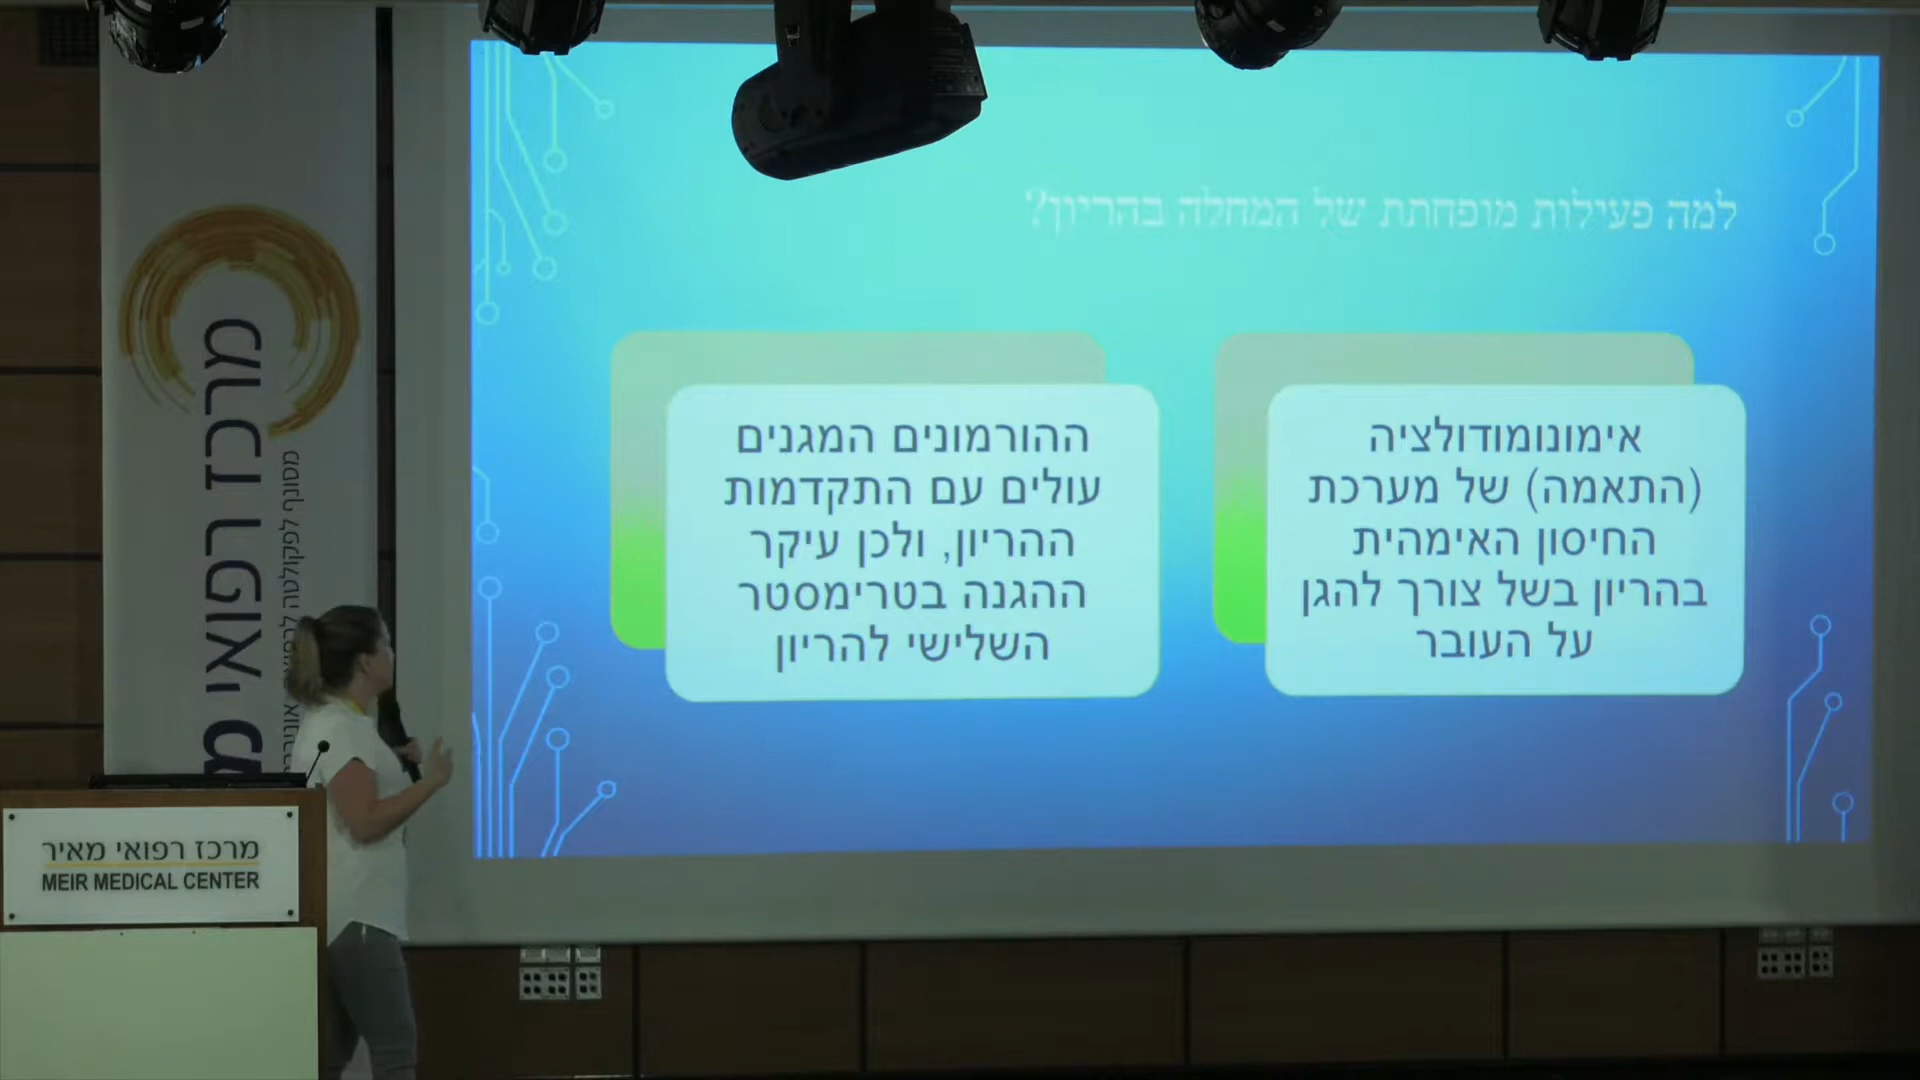 למה פעילות מופחתת של המחלה בהריון?
אימונומודולציה
(התאמה) של מערכת
החיסון האימהית
בהריון בשל צורך להגן
על העובר
ההורמונים המגנים
עולים עם התקדמות
ההריון, ולכן עיקר
ההגנה בטרימסטר
השלישי להריון
מרכז רפואי מ
מסונף לפקולטה
מרכז רפואי מאיר
MEIR MEDICAL CENTER